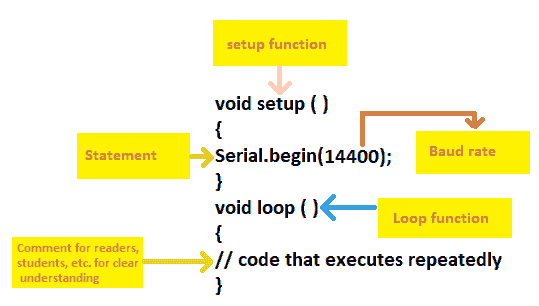 setup function
void setup ( )
{
Statement
Serial.begin(14400);
Baud rate
}
void loop ( )
Loop function
{
Comment for readers,
students, etc. for clear
understanding
// code that executes repeatedly
}